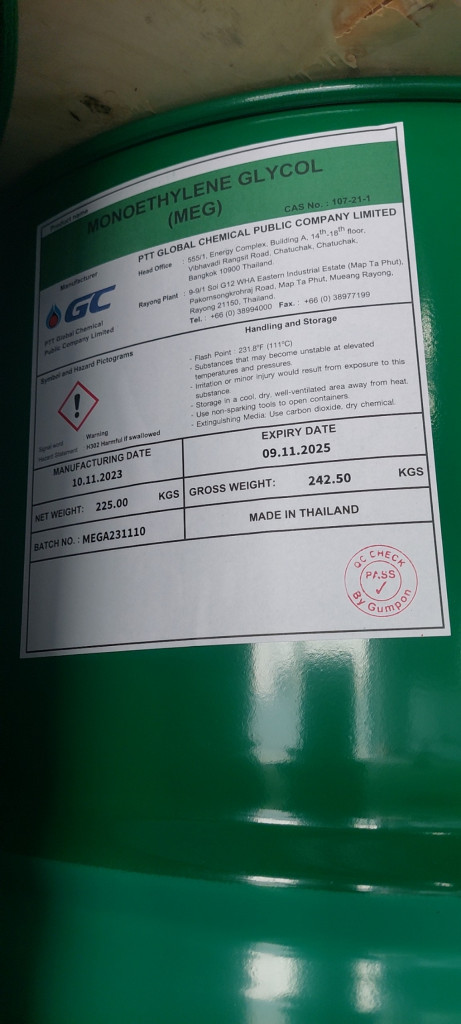 Product name
MONOETHYLENE GLYCOL
(MEG)
CAS No. : 107-21-1
Manufacturer
GC
PTT Global Chemical
Public Company Limited
PTT GLOBAL CHEMICAL PUBLIC COMPANY LIMITED
Head Office : 555/1, Energy Complex, Building A, 14th-18th floor,
Vibhavadi Rangsit Road, Chatuchak, Chatuchak,
Bangkok 10900 Thailand.
Rayong Plant : 9-9/1 Soi G12 WHA Eastern Industrial Estate (Map Ta Phut),
Pakornsongkrohraj Road, Map Ta Phut, Mueang Rayong,
Rayong 21150, Thailand.
Tel. : +66 (0) 38994000 Fax. : +66 (0) 38977199
Symbol and Hazard Pictograms
!
Signal word : Warning
Hazard Statement : H302 Harmful if swallowed
Handling and Storage
- Flash Point : 231.8°F (111°C)
- Substances that may become unstable at elevated
temperatures and pressures.
- Irritation or minor injury would result from exposure to this
substance.
- Storage in a cool, dry, well-ventilated area away from heat.
- Use non-sparking tools to open containers.
- Extinguishing Media: Use carbon dioxide, dry chemical.
MANUFACTURING DATE
10.11.2023
EXPIRY DATE
09.11.2025
NET WEIGHT: 225.00 KGS
GROSS WEIGHT: 242.50 KGS
BATCH NO. : MEGA231110
MADE IN THAILAND
QC CHECK
PASS
By Gumpon